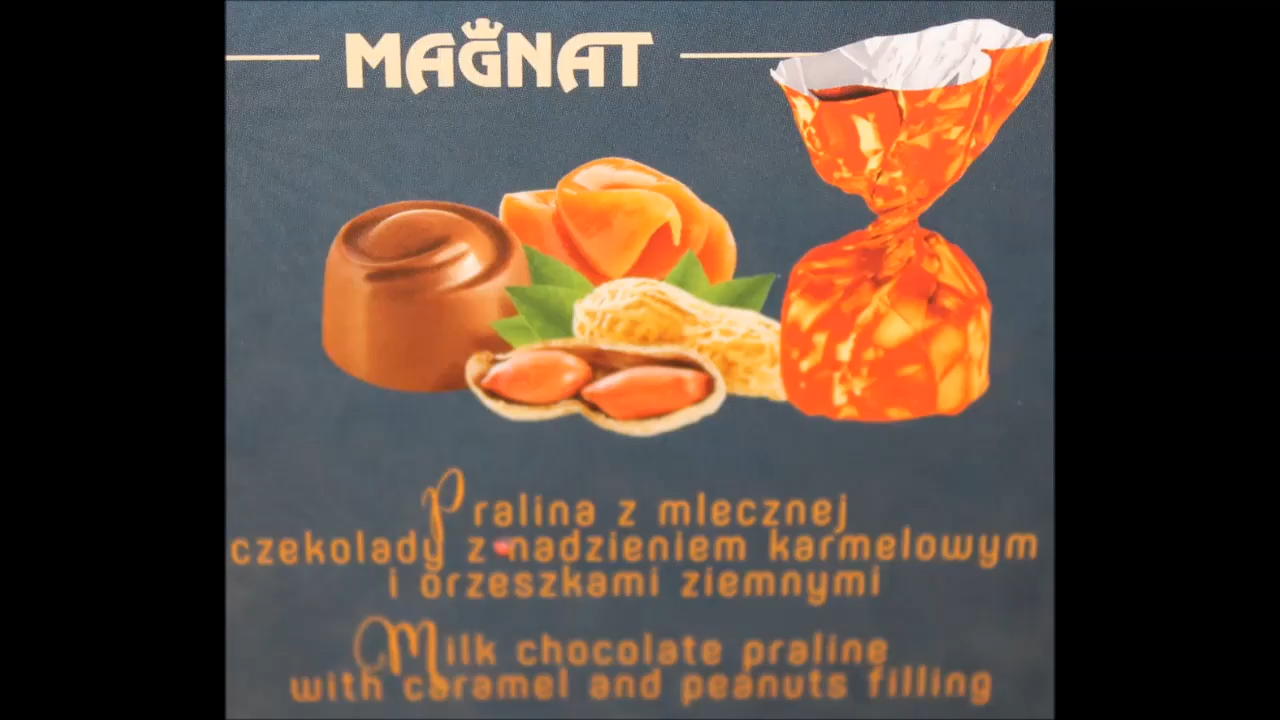 MAGNAT
Pralina z mlecznej
czekolady z nadzieniem karmelowym
i orzeszkami ziemnymi
Milk chocolate praline
with caramel and peanuts filling